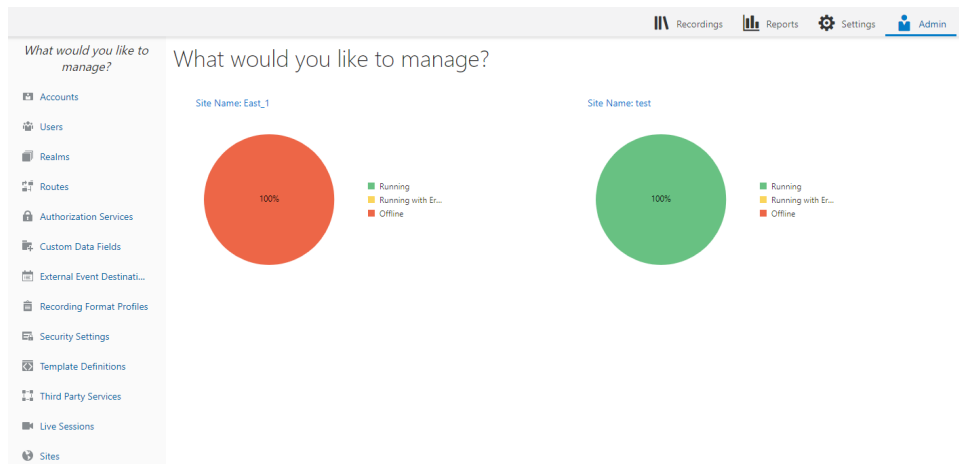 Recordings Reports Settings Admin
What would you like to
manage?
Accounts
Users
Realms
Routes
Authorization Services
Custom Data Fields
External Event Destinati...
Recording Format Profiles
Security Settings
Template Definitions
Third Party Services
Live Sessions
Sites
What would you like to manage?
Site Name: East_1
100%
Running
Running with Er...
Offline
Site Name: test
100%
Running
Running with Er...
Offline